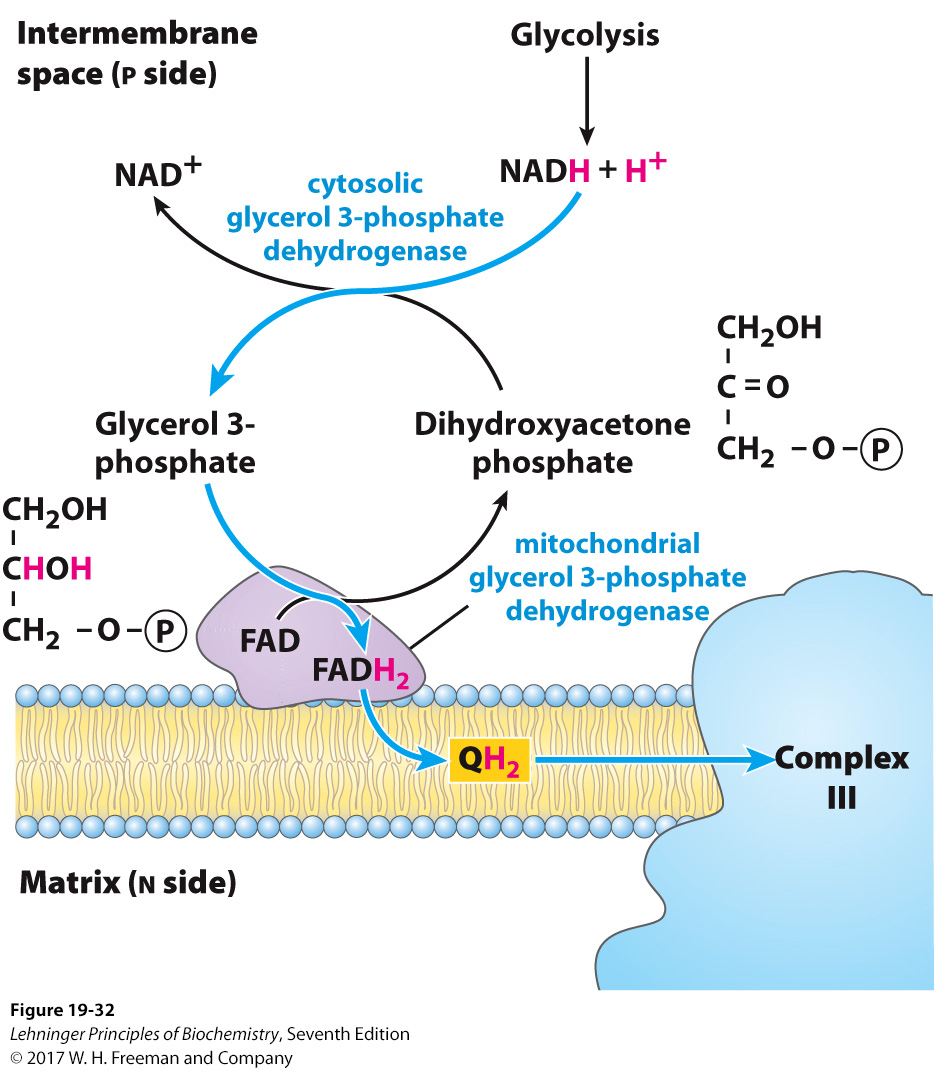 Intermembrane
space (P side)
Glycolysis
NAD⁺
NADH + H⁺
cytosolic
glycerol 3-phosphate
dehydrogenase
CH₂OH
C=O
CH₂ –O–P
Glycerol 3-
phosphate
Dihydroxyacetone
phosphate
CH₂OH
CHOH
CH₂ –O–P
mitochondrial
glycerol 3-phosphate
dehydrogenase
FAD
FADH₂
QH₂
Complex
III
Matrix (N side)
Figure 19-32
Lehninger Principles of Biochemistry, Seventh Edition
© 2017 W. H. Freeman and Company